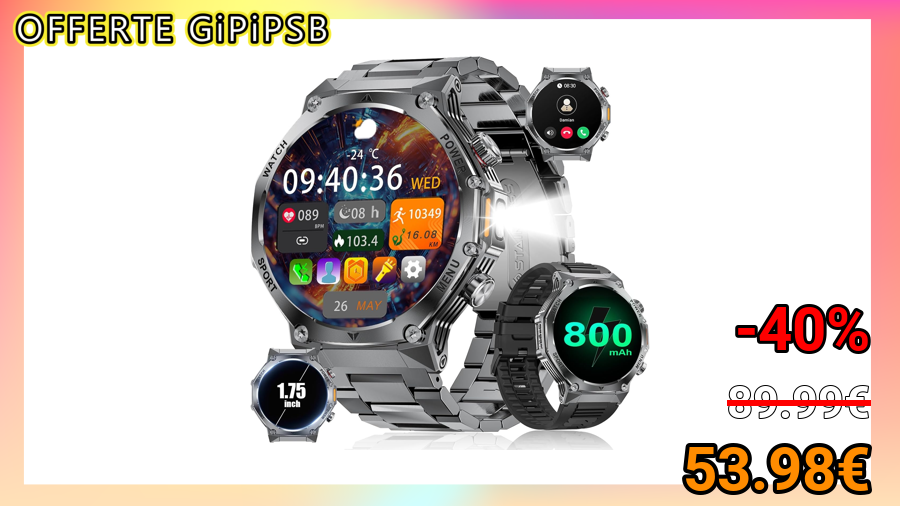 OFFERTE GiPiPSB
WATCH
POWER
SPORT
MENU
-24 ℃
09:40:36 WED
089
BPM
08 h
103.4
10349
16.08
KM
26 MAY
08:30
Damian
800
mAh
1.75
inch
-40%
89.99€
53.98€